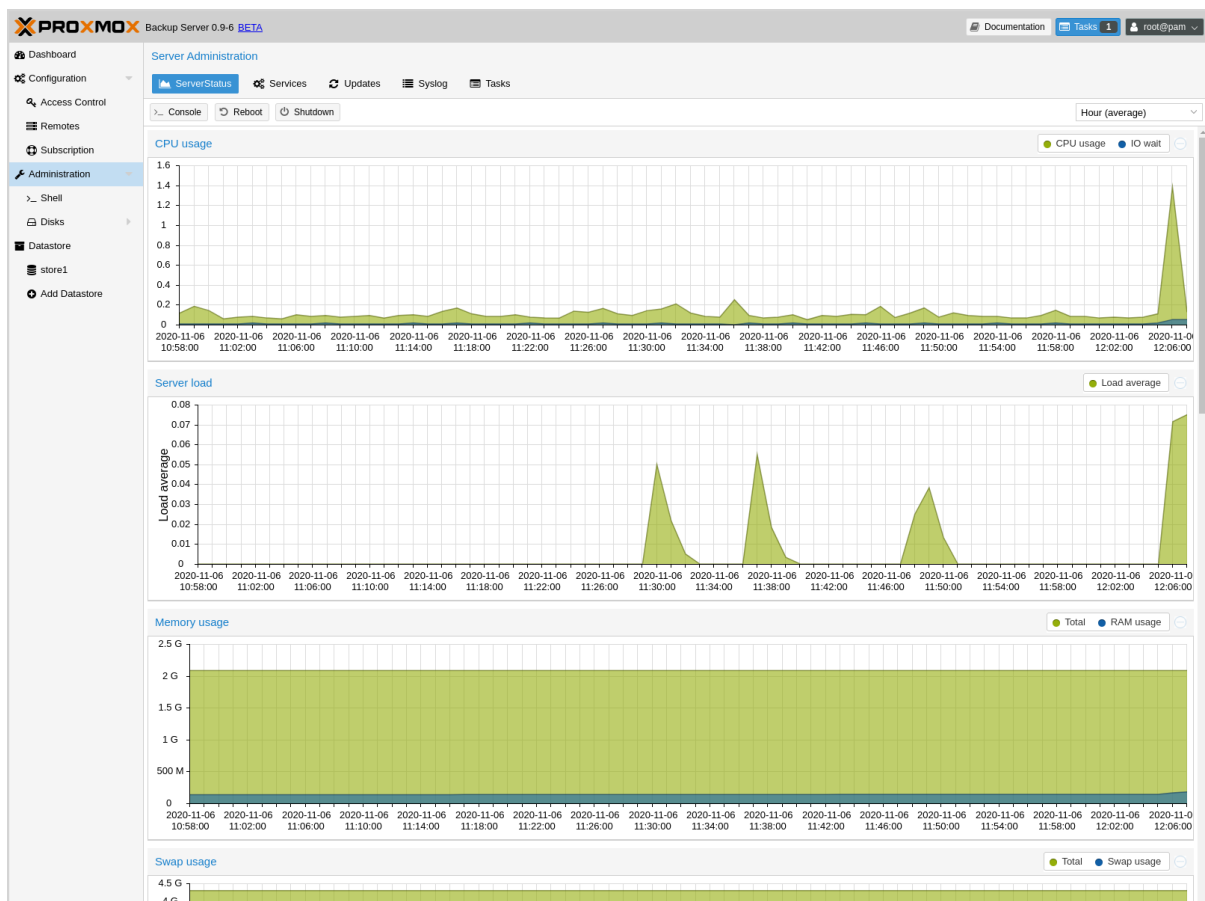 PROXMOX Backup Server 0.9-6 BETA Documentation Tasks 1 root@pam
Dashboard
Configuration
Access Control
Remotes
Subscription
Administration
>_ Shell
Disks
Datastore
store1
Add Datastore
Server Administration
ServerStatus Services Updates Syslog Tasks
>_ Console Reboot Shutdown Hour (average)
CPU usage CPU usage IO wait
1.6
1.4
1.2
1
0.8
0.6
0.4
0.2
0
2020-11-06 2020-11-06 2020-11-06 2020-11-06 2020-11-06 2020-11-06 2020-11-06 2020-11-06 2020-11-06 2020-11-06 2020-11-06 2020-11-06 2020-11-06 2020-11-06 2020-11-06 2020-11-06 2020-11-06 2020-11-0
10:58:00 11:02:00 11:06:00 11:10:00 11:14:00 11:18:00 11:22:00 11:26:00 11:30:00 11:34:00 11:38:00 11:42:00 11:46:00 11:50:00 11:54:00 11:58:00 12:02:00 12:06:00
Server load Load average
Load average
0.08
0.07
0.06
0.05
0.04
0.03
0.02
0.01
0
2020-11-06 2020-11-06 2020-11-06 2020-11-06 2020-11-06 2020-11-06 2020-11-06 2020-11-06 2020-11-06 2020-11-06 2020-11-06 2020-11-06 2020-11-06 2020-11-06 2020-11-06 2020-11-06 2020-11-06 2020-11-0
10:58:00 11:02:00 11:06:00 11:10:00 11:14:00 11:18:00 11:22:00 11:26:00 11:30:00 11:34:00 11:38:00 11:42:00 11:46:00 11:50:00 11:54:00 11:58:00 12:02:00 12:06:00
Memory usage Total RAM usage
2.5 G
2 G
1.5 G
1 G
500 M
0
2020-11-06 2020-11-06 2020-11-06 2020-11-06 2020-11-06 2020-11-06 2020-11-06 2020-11-06 2020-11-06 2020-11-06 2020-11-06 2020-11-06 2020-11-06 2020-11-06 2020-11-06 2020-11-06 2020-11-06 2020-11-0
10:58:00 11:02:00 11:06:00 11:10:00 11:14:00 11:18:00 11:22:00 11:26:00 11:30:00 11:34:00 11:38:00 11:42:00 11:46:00 11:50:00 11:54:00 11:58:00 12:02:00 12:06:00
Swap usage Total Swap usage
4.5 G
4 G